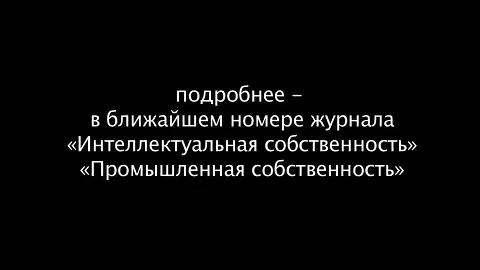 подробнее –
в ближайшем номере журнала
«Интеллектуальная собственность»
«Промышленная собственность»